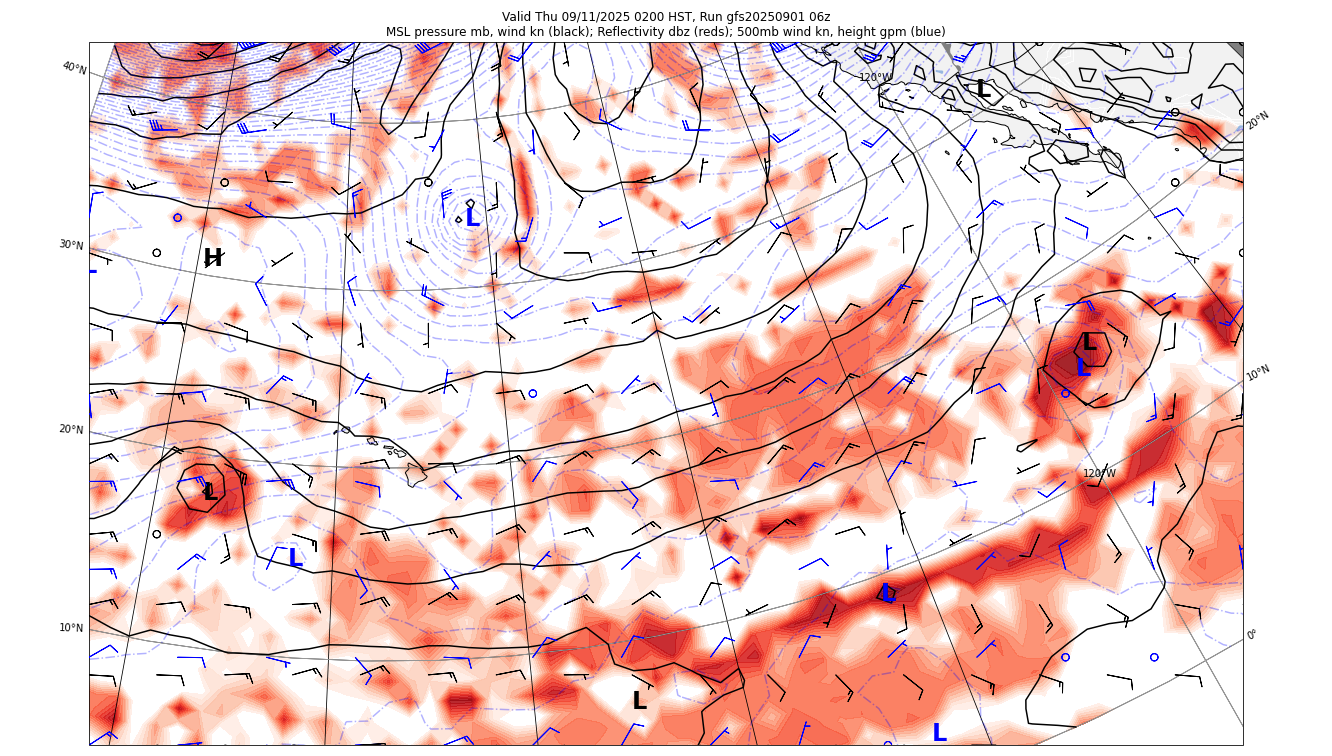 Valid Thu 09/11/2025 0200 HST, Run gfs20250901 06z
MSL pressure mb, wind kn (black); Reflectivity dbz (reds); 500mb wind kn, height gpm (blue)
40°N
120°W
L
20°N
L
30°N
H
L
L
10°N
20°N
120°W
L
L
L
10°N
0°
L
L